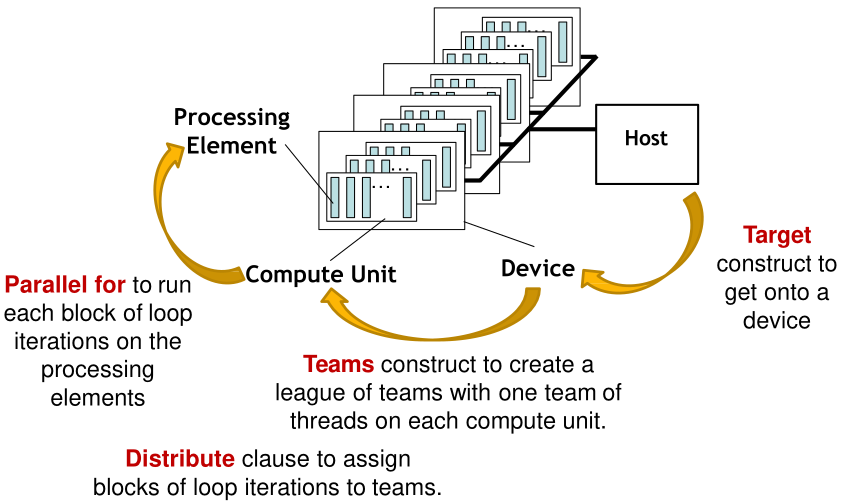 Processing
Element
Host
Compute Unit
Device
Target
construct to
get onto a
device
Parallel for to run
each block of loop
iterations on the
processing
elements
Teams construct to create a
league of teams with one team of
threads on each compute unit.
Distribute clause to assign
blocks of loop iterations to teams.